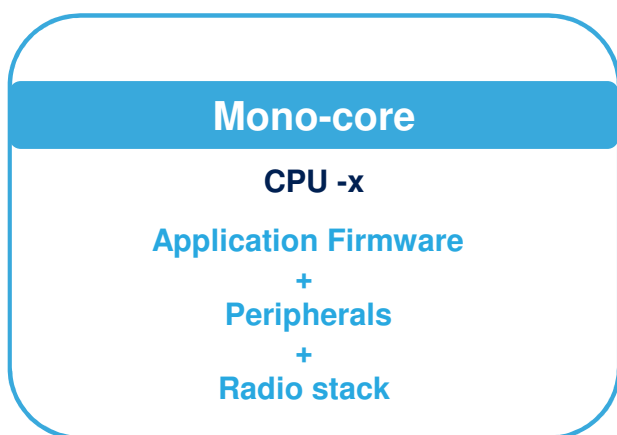 Mono-core
CPU -x
Application Firmware
+
Peripherals
+
Radio stack